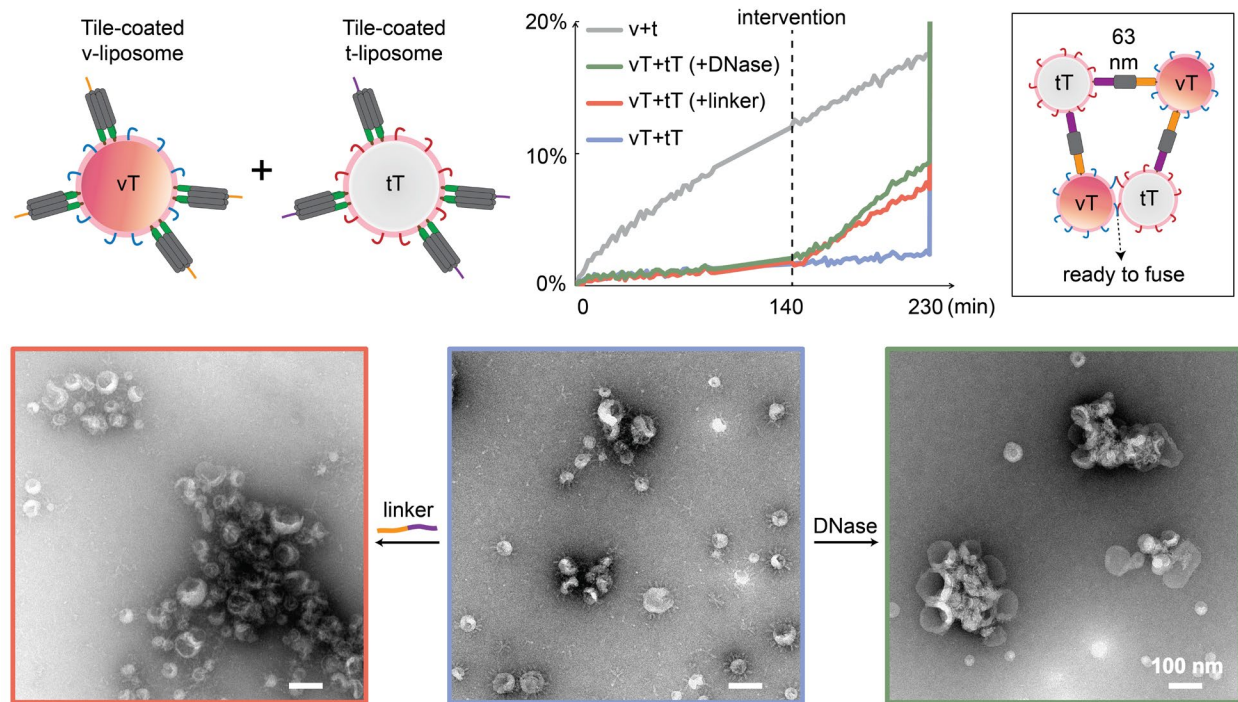 Tile-coated
v-liposome
Tile-coated
t-liposome
vT
+
tT
intervention
20%
10%
0%
v+t
vT+tT (+DNase)
vT+tT (+linker)
vT+tT
0
140
230 (min)
63
nm
tT
vT
vT
tT
ready to fuse
linker
DNase
100 nm